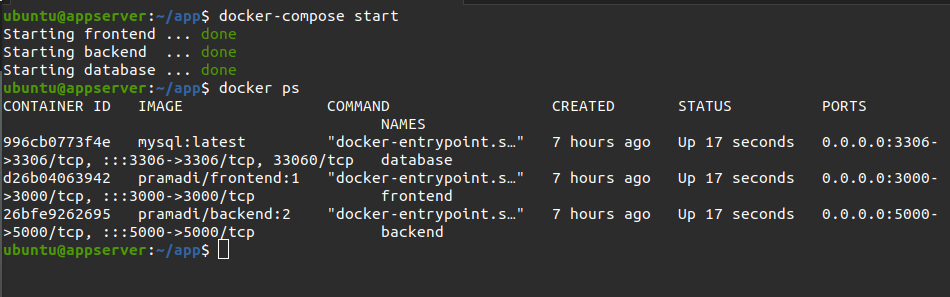 ubuntu@appserver:~/app$ docker-compose start
Starting frontend ... done
Starting backend  ... done
Starting database ... done
ubuntu@appserver:~/app$ docker ps
CONTAINER ID   IMAGE                COMMAND                  CREATED       STATUS          PORTS
                                          NAMES
996cb0773f4e   mysql:latest         "docker-entrypoint.s…"   7 hours ago   Up 17 seconds   0.0.0.0:3306-
>3306/tcp, :::3306->3306/tcp, 33060/tcp   database
d26b04063942   pramadi/frontend:1   "docker-entrypoint.s…"   7 hours ago   Up 17 seconds   0.0.0.0:3000-
>3000/tcp, :::3000->3000/tcp              frontend
26bfe9262695   pramadi/backend:2    "docker-entrypoint.s…"   7 hours ago   Up 17 seconds   0.0.0.0:5000-
>5000/tcp, :::5000->5000/tcp              backend
ubuntu@appserver:~/app$